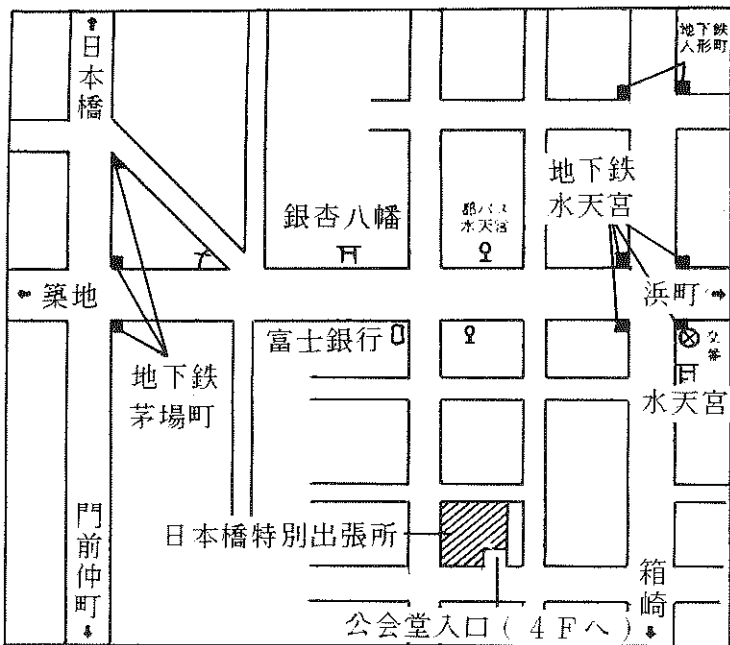 日本橋
地下鉄
人形町
地下鉄
水天宮
銀杏八幡
都バス
水天宮
築地
浜町
富士銀行
交番
水天宮
地下鉄
茅場町
日本橋特別出張所
門前仲町
箱崎
公会堂入口(4Fへ)